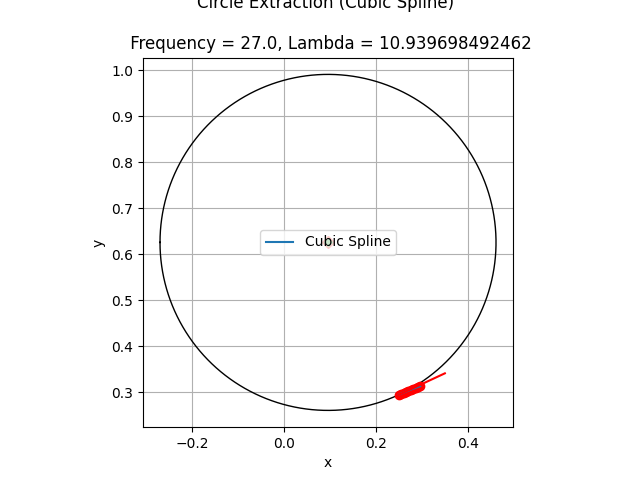 Circle Extraction (Cubic Spline)
Frequency = 27.0, Lambda = 10.939698492462
1.0
0.9
0.8
0.7
0.6
0.5
0.4
0.3
y
Cubic Spline
−0.2 0.0 0.2 0.4
x